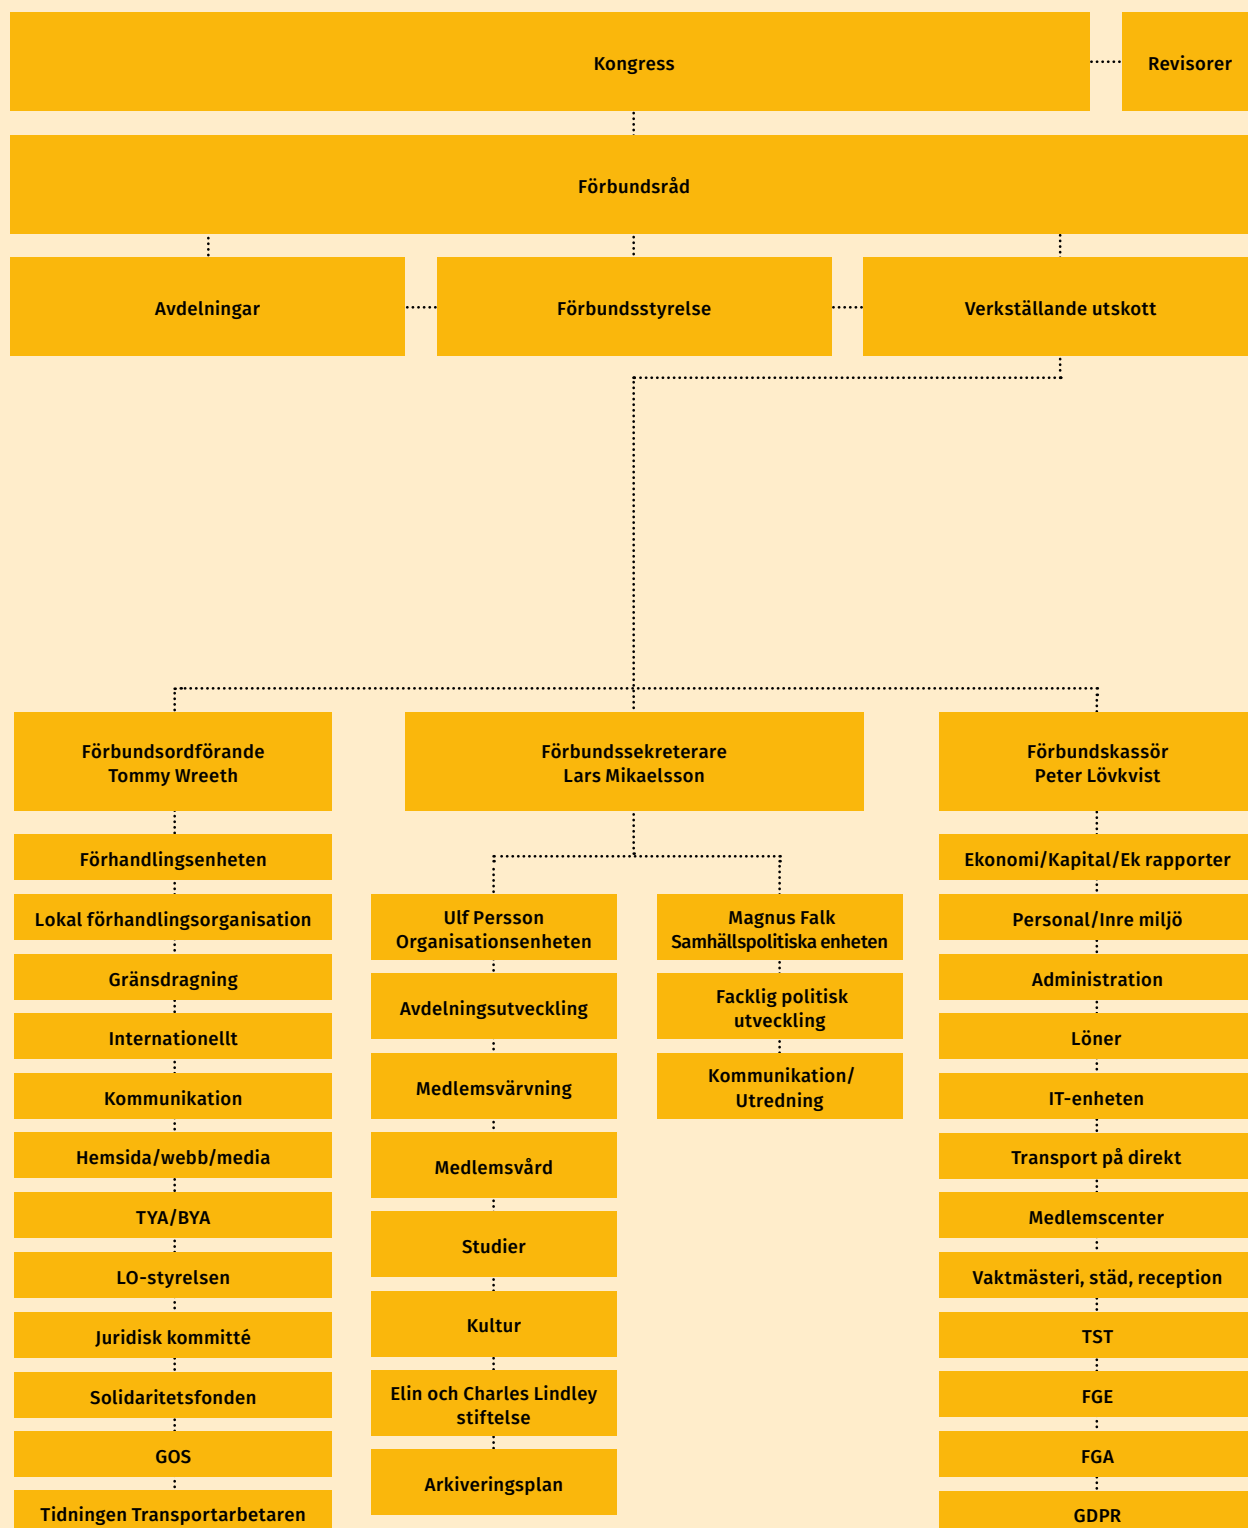 Kongress
Revisorer
Förbundsråd
Avdelningar
Förbundsstyrelse
Verkställande utskott
Förbundsordförande
Tommy Wreeth
Förhandlingsenheten
Lokal förhandlingsorganisation
Gränsdragning
Internationellt
Kommunikation
Hemsida/webb/media
TYA/BYA
LO-styrelsen
Juridisk kommitté
Solidaritetsfonden
GOS
Tidningen Transportarbetaren
Förbundssekreterare
Lars Mikaelsson
Ulf Persson
Organisationsenheten
Avdelningsutveckling
Medlemsvärvning
Medlemsvård
Studier
Kultur
Elin och Charles Lindley
stiftelse
Arkiveringsplan
Magnus Falk
Samhällspolitiska enheten
Facklig politisk
utveckling
Kommunikation/
Utredning
Förbundskassör
Peter Lövkvist
Ekonomi/Kapital/Ek rapporter
Personal/Inre miljö
Administration
Löner
IT-enheten
Transport på direkt
Medlemscenter
Vaktmästeri, städ, reception
TST
FGE
FGA
GDPR